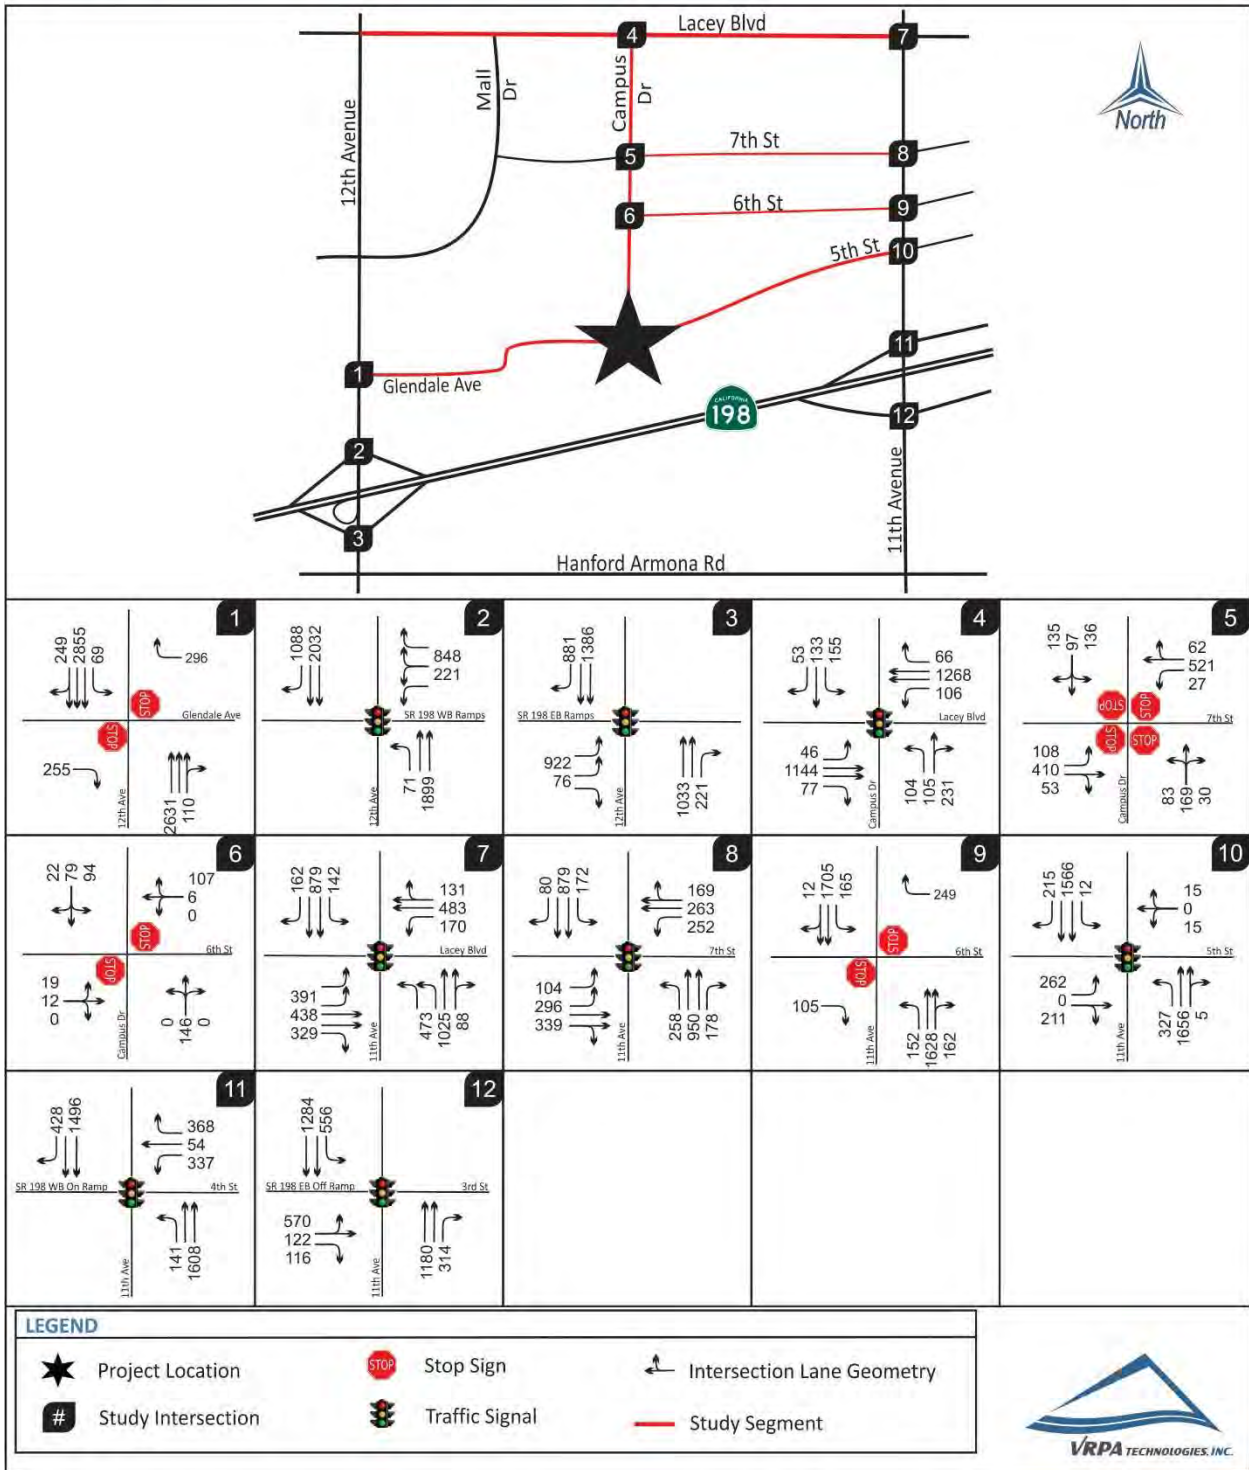 Lacey Blvd
4
7
12th Avenue
Mall
Dr
Campus
Dr
North
5
7th St
8
6
6th St
9
5th St
10
11
1
Glendale Ave
CALIFORNIA
198
12
2
3
11th Avenue
Hanford Armona Rd
1
249
2855
69
296
STOP
Glendale Ave
STOP
255
12th Ave
2631
110
2
1088
2032
848
221
SR 198 WB Ramps
12th Ave
71
1899
3
881
1386
SR 198 EB Ramps
922
76
12th Ave
1033
221
4
53
133
155
66
1268
106
Lacey Blvd
46
1144
77
Campus Dr
104
105
231
5
135
97
136
62
521
27
STOP
STOP
7th St
STOP
STOP
108
410
53
Campus Dr
83
169
30
6
22
79
94
107
6
0
STOP
6th St
STOP
19
12
0
Campus Dr
0
146
0
7
162
879
142
131
483
170
Lacey Blvd
391
438
329
11th Ave
473
1025
88
8
80
879
172
169
263
252
7th St
104
296
339
11th Ave
258
950
178
9
12
1705
165
249
STOP
6th St
STOP
105
11th Ave
152
1628
162
10
215
1566
12
15
0
15
5th St
262
0
211
11th Ave
327
1656
5
11
428
1496
368
54
337
SR 198 WB On Ramp
4th St
11th Ave
141
1608
12
1284
556
SR 198 EB Off Ramp
3rd St
570
122
116
11th Ave
1180
314
LEGEND
Project Location
STOP
Stop Sign
Intersection Lane Geometry
#
Study Intersection
Traffic Signal
Study Segment
VRPA TECHNOLOGIES, INC.